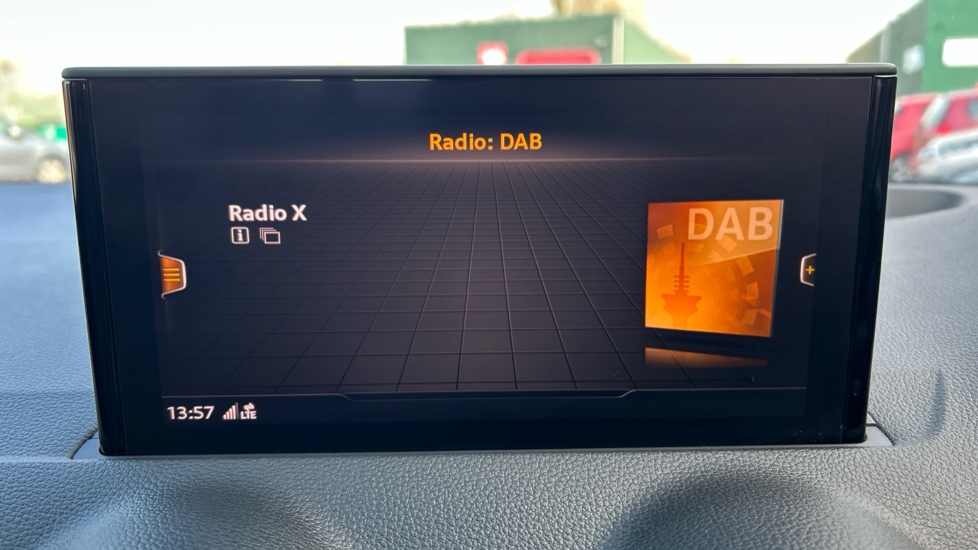 Radio: DAB
Radio X
DAB
13:57 LTE